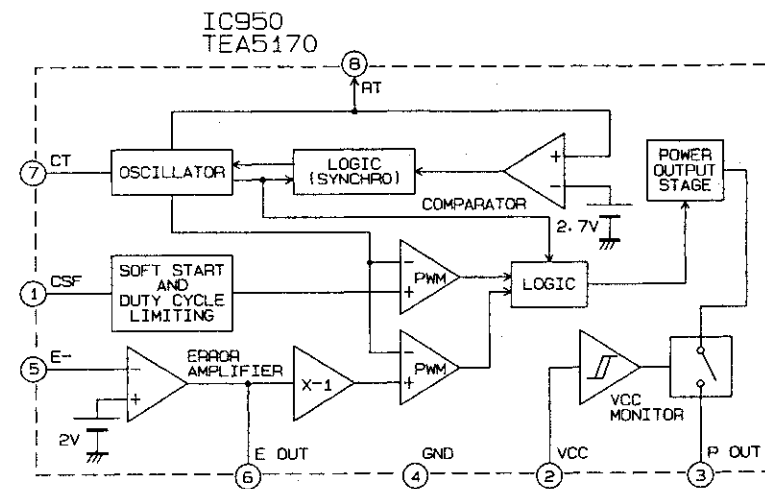 IC950
TEA5170
8
RT
7
CT
OSCILLATOR
LOGIC
(SYNCHRO)
+
−
COMPARATOR
2.7V
POWER
OUTPUT
STAGE
1
CSF
SOFT START
AND
DUTY CYCLE
LIMITING
−
+
PWM
LOGIC
5
E-
−
+
2V
ERROR
AMPLIFIER
X-1
−
+
PWM
VCC
MONITOR
E OUT
6
GND
4
VCC
2
P OUT
3